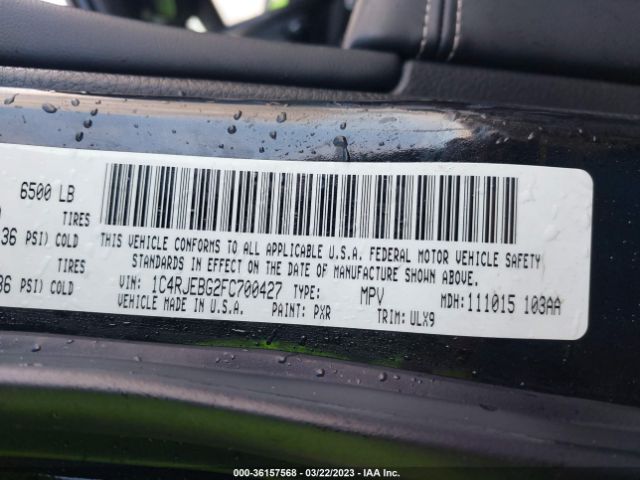 6500 LB
TIRES
36 PSI) COLD
TIRES
36 PSI) COLD
THIS VEHICLE CONFORMS TO ALL APPLICABLE U.S.A. FEDERAL MOTOR VEHICLE SAFETY
STANDARDS IN EFFECT ON THE DATE OF MANUFACTURE SHOWN ABOVE.
VIN: 1C4RJEBG2FC700427 TYPE: MPV MDH: 111015 103AA
VEHICLE MADE IN U.S.A. PAINT: PXR TRIM: ULX9
© - 36157568 - 03/22/2023 - IAA Inc.